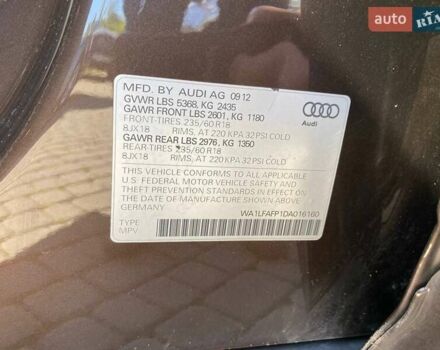 auto RIA
MFD. BY AUDI AG 09 12
GVWR LBS 5368, KG 2435
GAWR FRONT LBS 2601, KG 1180
FRONT-TIRES 235/60 R18
8JX18 RIMS, AT 220 KPA 32PSI COLD
GAWR REAR LBS 2976, KG 1350
REAR-TIRES 235/60 R18
8JX18 RIMS, AT 220 KPA 32PSI COLD
Audi
THIS VEHICLE CONFORMS TO ALL APPLICABLE
U.S. FEDERAL MOTOR VEHICLE SAFETY AND
THEFT PREVENTION STANDARDS IN EFFECT ON
THE DATE OF MANUFACTURE SHOWN ABOVE.
WA1LFAFP1DA016160
TYPE
MPV
GERMANY